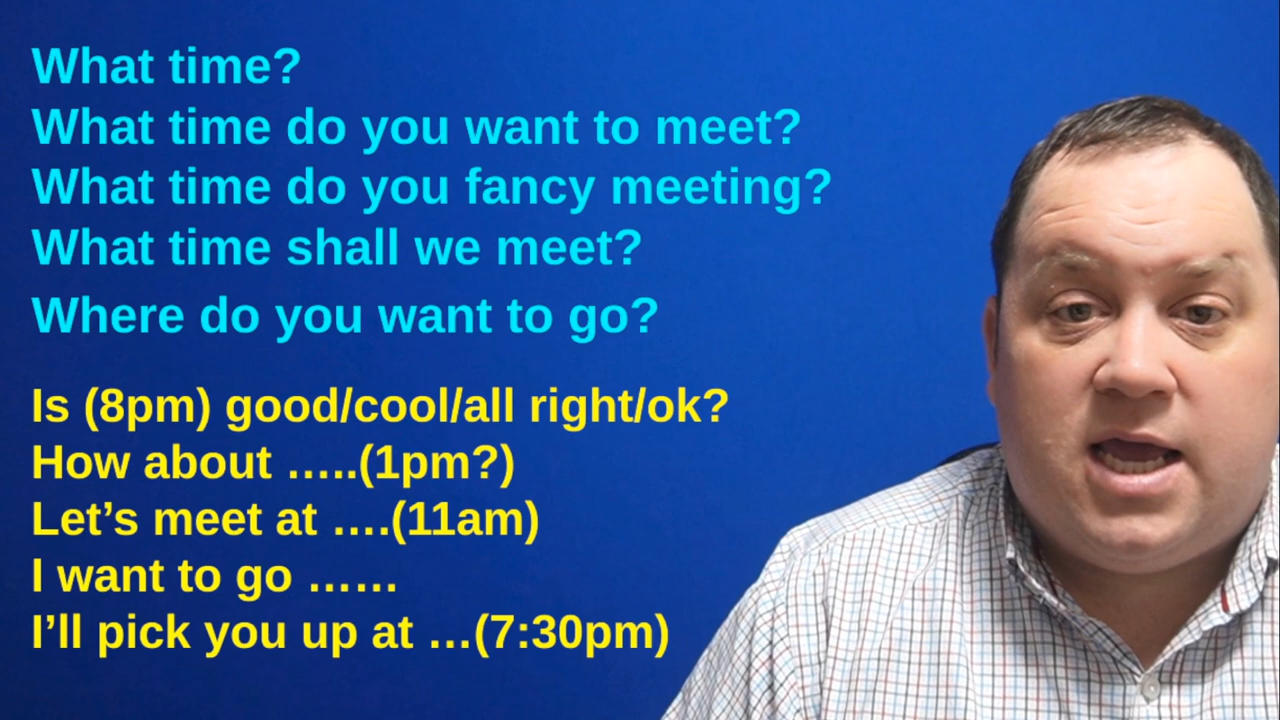 What time?
What time do you want to meet?
What time do you fancy meeting?
What time shall we meet?
Where do you want to go?
Is (8pm) good/cool/all right/ok?
How about …..(1pm?)
Let’s meet at ….(11am)
I want to go ……
I’ll pick you up at …(7:30pm)